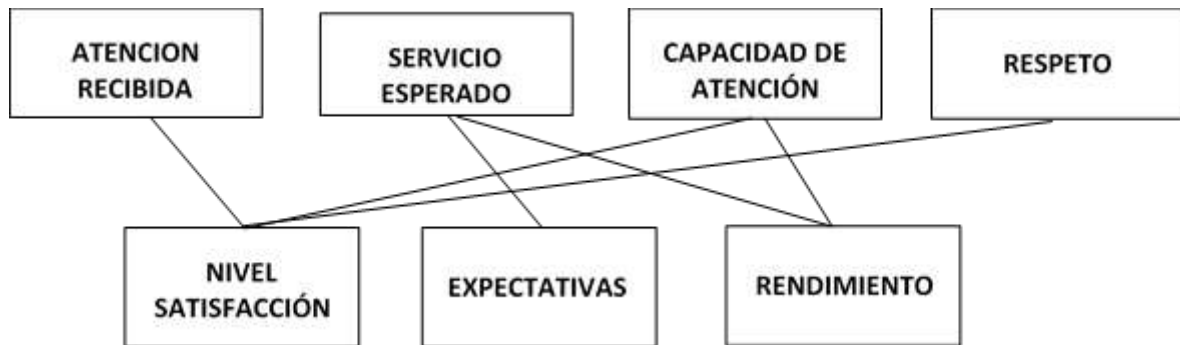 ATENCION
RECIBIDA
SERVICIO
ESPERADO
CAPACIDAD DE
ATENCIÓN
RESPETO
NIVEL
SATISFACCIÓN
EXPECTATIVAS
RENDIMIENTO